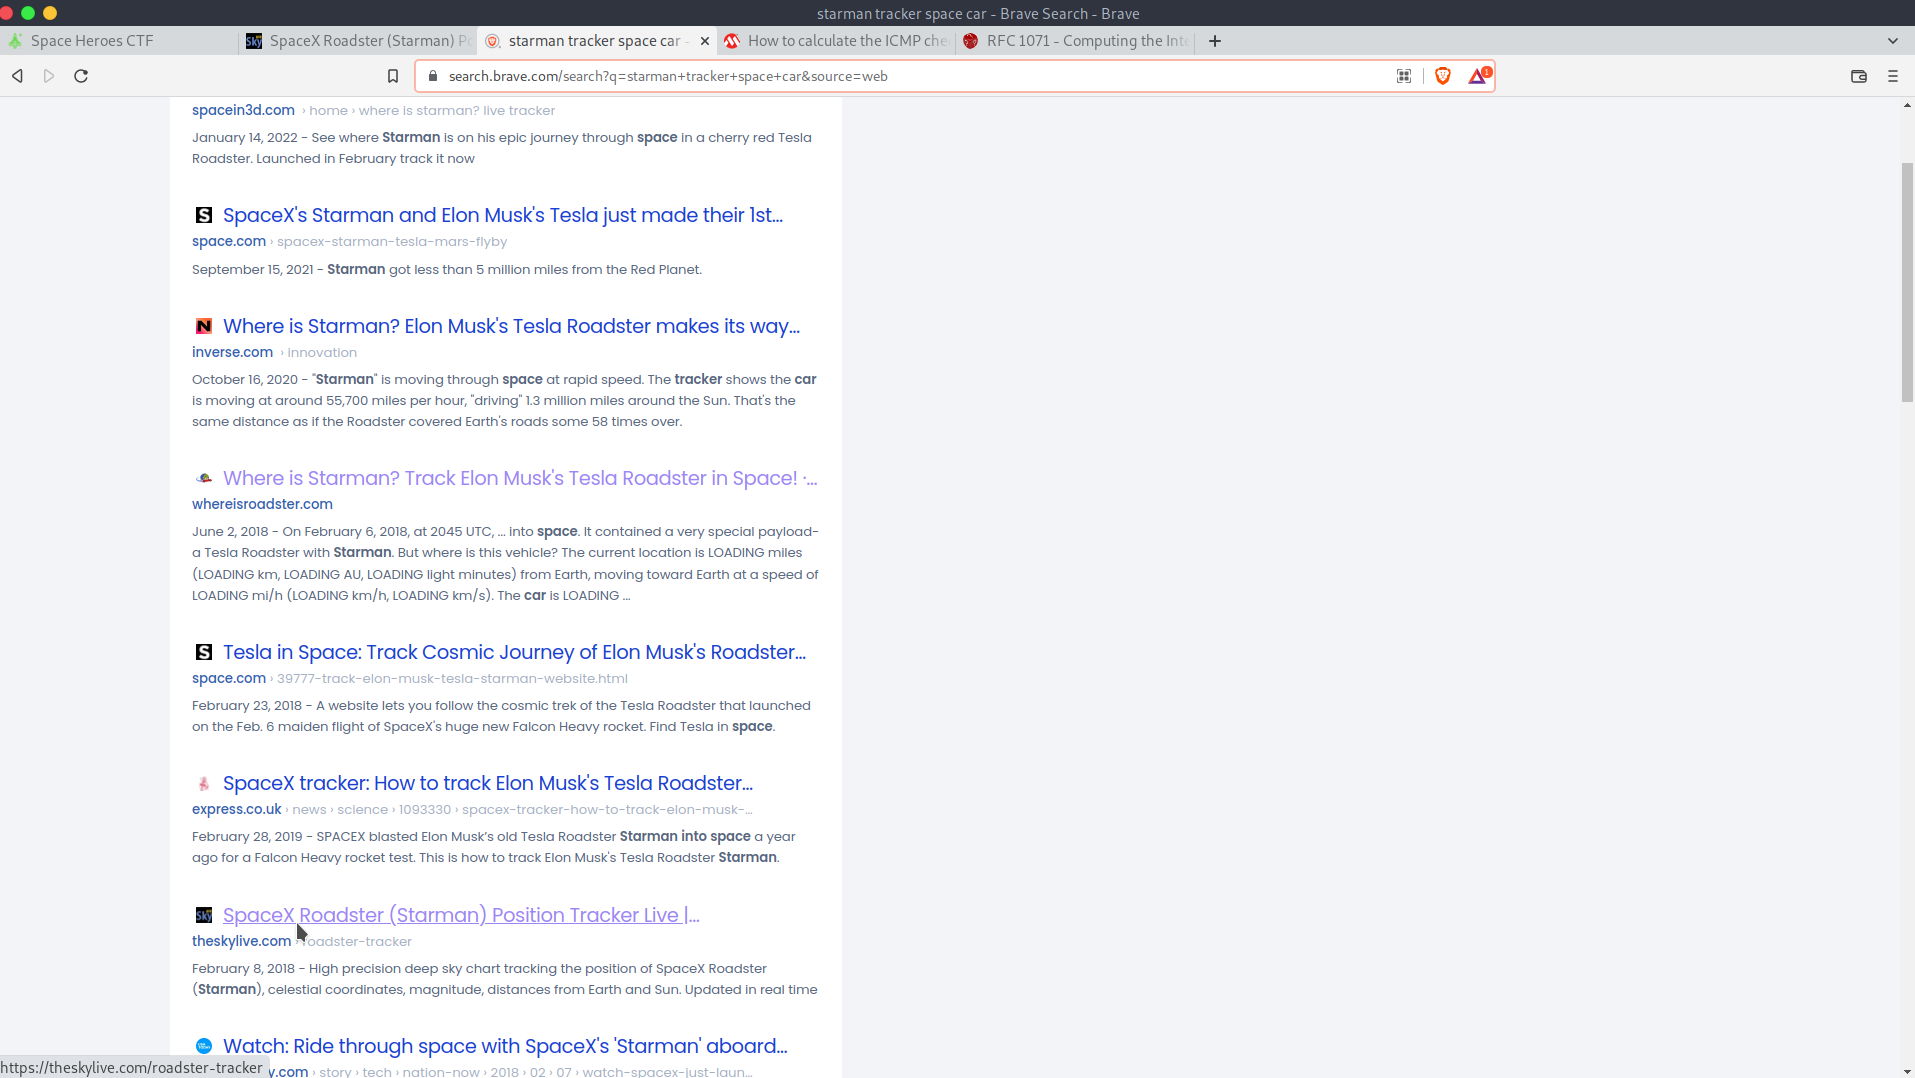 starman tracker space car - Brave Search - Brave
Space Heroes CTF
SpaceX Roadster (Starman) Po
starman tracker space car -
How to calculate the ICMP che
RFC 1071 - Computing the Inte
search.brave.com/search?q=starman+tracker+space+car&source=web
1
spacein3d.com › home › where is starman? live tracker
January 14, 2022 - See where Starman is on his epic journey through space in a cherry red Tesla
Roadster. Launched in February track it now
SpaceX's Starman and Elon Musk's Tesla just made their 1st...
space.com › spacex-starman-tesla-mars-flyby
September 15, 2021 - Starman got less than 5 million miles from the Red Planet.
Where is Starman? Elon Musk's Tesla Roadster makes its way...
inverse.com › innovation
October 16, 2020 - "Starman" is moving through space at rapid speed. The tracker shows the car
is moving at around 55,700 miles per hour, "driving" 1.3 million miles around the Sun. That's the
same distance as if the Roadster covered Earth's roads some 58 times over.
Where is Starman? Track Elon Musk's Tesla Roadster in Space! ·...
whereisroadster.com
June 2, 2018 - On February 6, 2018, at 2045 UTC, ... into space. It contained a very special payload-
a Tesla Roadster with Starman. But where is this vehicle? The current location is LOADING miles
(LOADING km, LOADING AU, LOADING light minutes) from Earth, moving toward Earth at a speed of
LOADING mi/h (LOADING km/h, LOADING km/s). The car is LOADING ...
Tesla in Space: Track Cosmic Journey of Elon Musk's Roadster...
space.com › 39777-track-elon-musk-tesla-starman-website.html
February 23, 2018 - A website lets you follow the cosmic trek of the Tesla Roadster that launched
on the Feb. 6 maiden flight of SpaceX's huge new Falcon Heavy rocket. Find Tesla in space.
SpaceX tracker: How to track Elon Musk's Tesla Roadster...
express.co.uk › news › science › 1093330 › spacex-tracker-how-to-track-elon-musk-...
February 28, 2019 - SPACEX blasted Elon Musk's old Tesla Roadster Starman into space a year
ago for a Falcon Heavy rocket test. This is how to track Elon Musk's Tesla Roadster Starman.
SpaceX Roadster (Starman) Position Tracker Live |...
theskylive.com › roadster-tracker
February 8, 2018 - High precision deep sky chart tracking the position of SpaceX Roadster
(Starman), celestial coordinates, magnitude, distances from Earth and Sun. Updated in real time
Watch: Ride through space with SpaceX's 'Starman' aboard...
https://theskylive.com/roadster-tracker
y.com › story › tech › nation-now › 2018 › 02 › 07 › watch-spacex-just-laun...